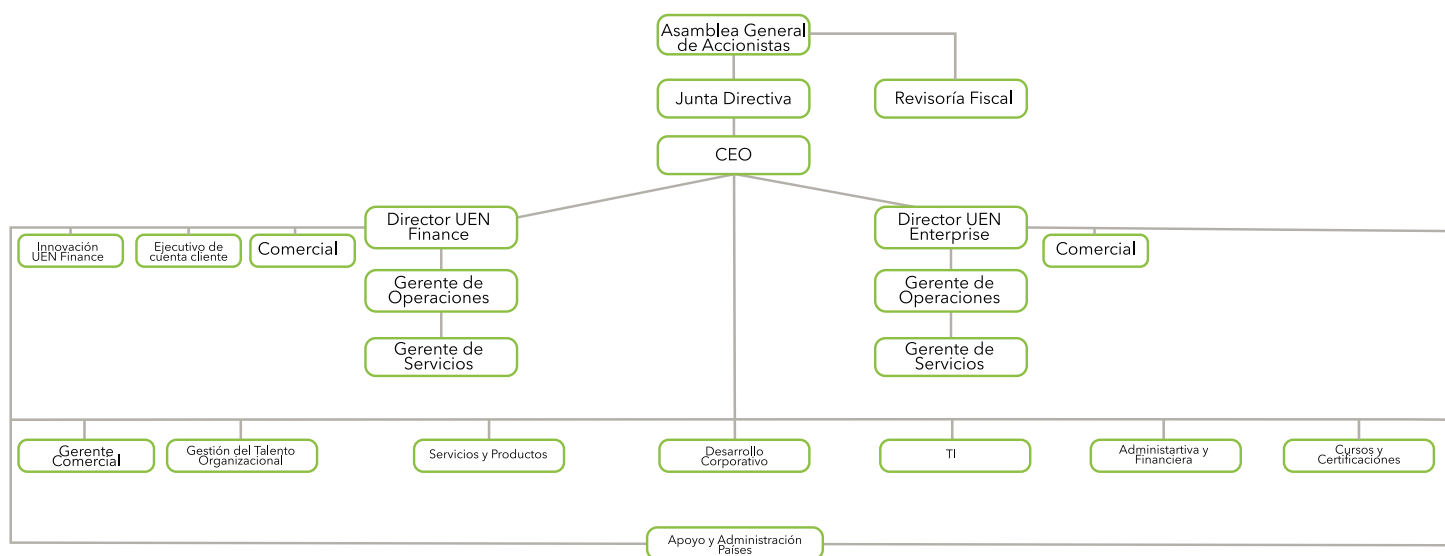 Asamblea General
de Accionistas
Junta Directiva
Revisoría Fiscal
CEO
Director UEN
Finance
Director UEN
Enterprise
Innovación
UEN Finance
Ejecutivo de
cuenta cliente
Comercial
Comercial
Gerente de
Operaciones
Gerente de
Operaciones
Gerente de
Servicios
Gerente de
Servicios
Gerente
Comercial
Gestión del Talento
Organizacional
Servicios y Productos
Desarrollo
Corporativo
TI
Administartiva y
Financiera
Cursos y
Certificaciones
Apoyo y Administración
Países